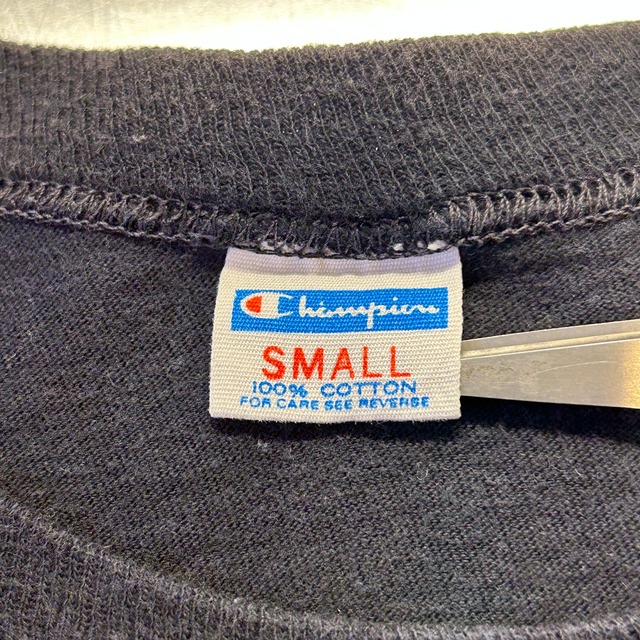 Champion
SMALL
100% COTTON
FOR CARE SEE REVERSE